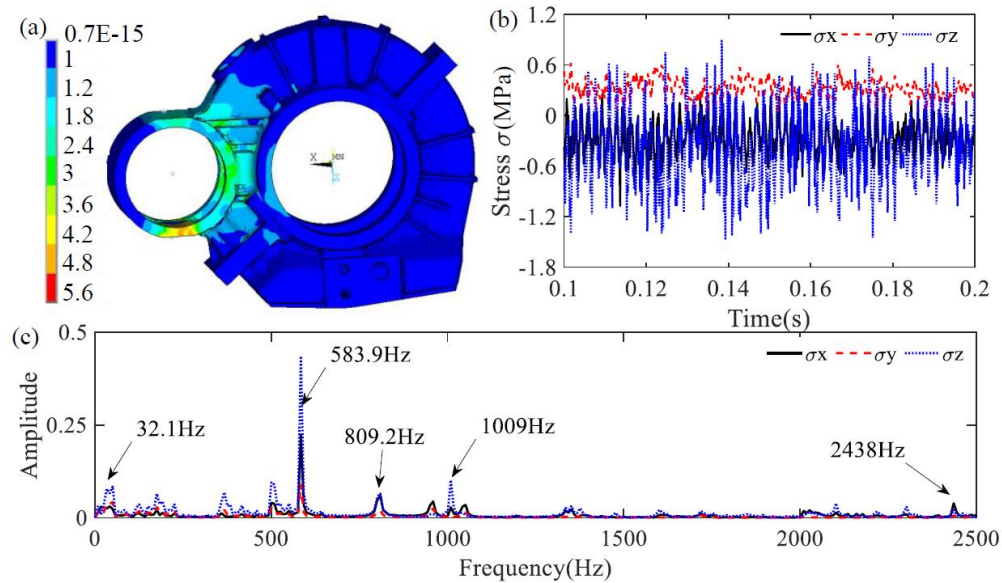 (a)
0.7E-15
1
1.2
1.8
2.4
3
3.6
4.2
4.8
5.6
X
MN
MX
(b)
σx σy σz
Stress σ (MPa)
1.2
0.6
0
-0.6
-1.2
-1.8
0.1 0.12 0.14 0.16 0.18 0.2
Time(s)
(c)
σx σy σz
Amplitude
0.5
0.25
0
583.9Hz
32.1Hz
809.2Hz
1009Hz
2438Hz
0 500 1000 1500 2000 2500
Frequency(Hz)